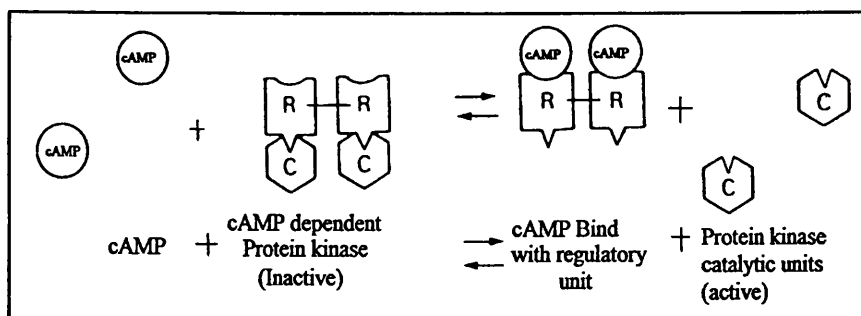 cAMP
cAMP cAMP
R R + R R + C
cAMP
C C
C
cAMP + cAMP dependent cAMP Bind + Protein kinase
Protein kinase with regulatory catalytic units
(Inactive) unit (active)